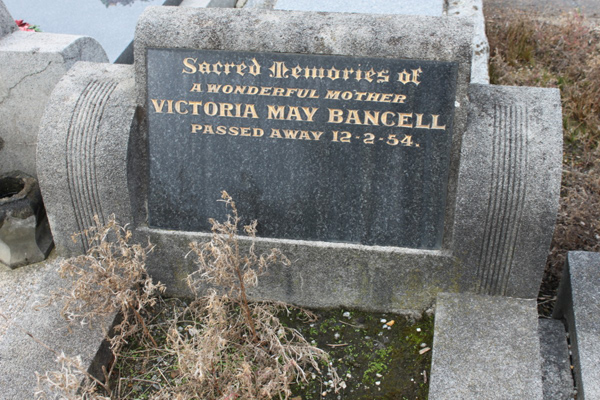 Sacred Memories of
A WONDERFUL MOTHER
VICTORIA MAY BANCELL
PASSED AWAY 12-2-54.